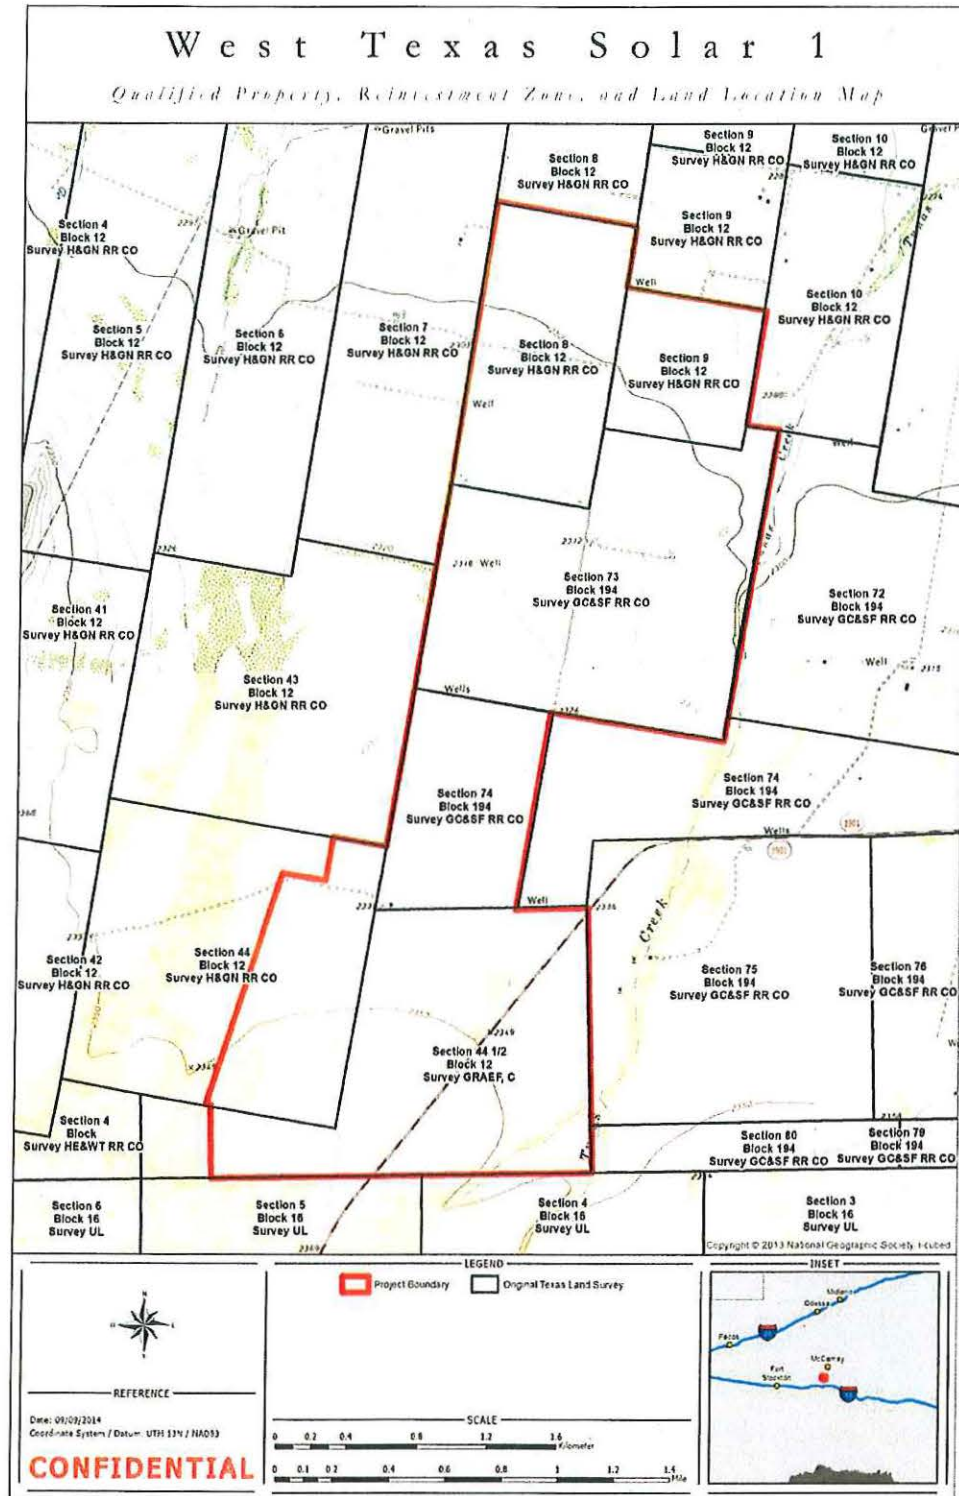 West Texas Solar 1
Qualified Property, Reinvestment Zone, and Land Location Map
Gravel Pits
Section 8
Block 12
Survey H&GN RR CO
Section 9
Block 12
Survey H&GN RR CO
Section 10
Block 12
Survey H&GN RR CO
Section 4
Block 12
Survey H&GN RR CO
Gravel Pit
Section 9
Block 12
Survey H&GN RR CO
Well
Section 10
Block 12
Survey H&GN RR CO
Section 5
Block 12
Survey H&GN RR CO
Section 6
Block 12
Survey H&GN RR CO
Section 7
Block 12
Survey H&GN RR CO
Section 8
Block 12
Survey H&GN RR CO
Section 9
Block 12
Survey H&GN RR CO
Well
Creek
Well
2312
2318 Well
Section 73
Block 194
Survey GC&SF RR CO
Section 72
Block 194
Survey GC&SF RR CO
Section 41
Block 12
Survey H&GN RR CO
Well
2315
Section 43
Block 12
Survey H&GN RR CO
Wells
2326
Section 74
Block 194
Survey GC&SF RR CO
Section 74
Block 194
Survey GC&SF RR CO
Wells
Well
2336
Creek
Section 42
Block 12
Survey H&GN RR CO
Section 44
Block 12
Survey H&GN RR CO
Section 75
Block 194
Survey GC&SF RR CO
Section 76
Block 194
Survey GC&SF RR CO
×2349
Section 44 1/2
Block 12
Survey GRAEF, C
Section 4
Block
Survey HE&WT RR CO
Section 80
Block 194
Survey GC&SF RR CO
Section 79
Block 194
Survey GC&SF RR CO
Section 6
Block 16
Survey UL
Section 5
Block 16
Survey UL
Section 4
Block 16
Survey UL
Section 3
Block 16
Survey UL
2369
Copyright © 2013 National Geographic Society, i-cubed
LEGEND
Project Boundary
Original Texas Land Survey
INSET
Midland
Odessa
Pecos
McCamey
Fort Stockton
REFERENCE
Date: 09/09/2014
Coordinate System / Datum: UTM 13N / NAD83
CONFIDENTIAL
SCALE
0 0.2 0.4 0.8 1.2 1.6
Kilometer
0 0.1 0.2 0.4 0.6 0.8 1 1.2 1.4
Mile